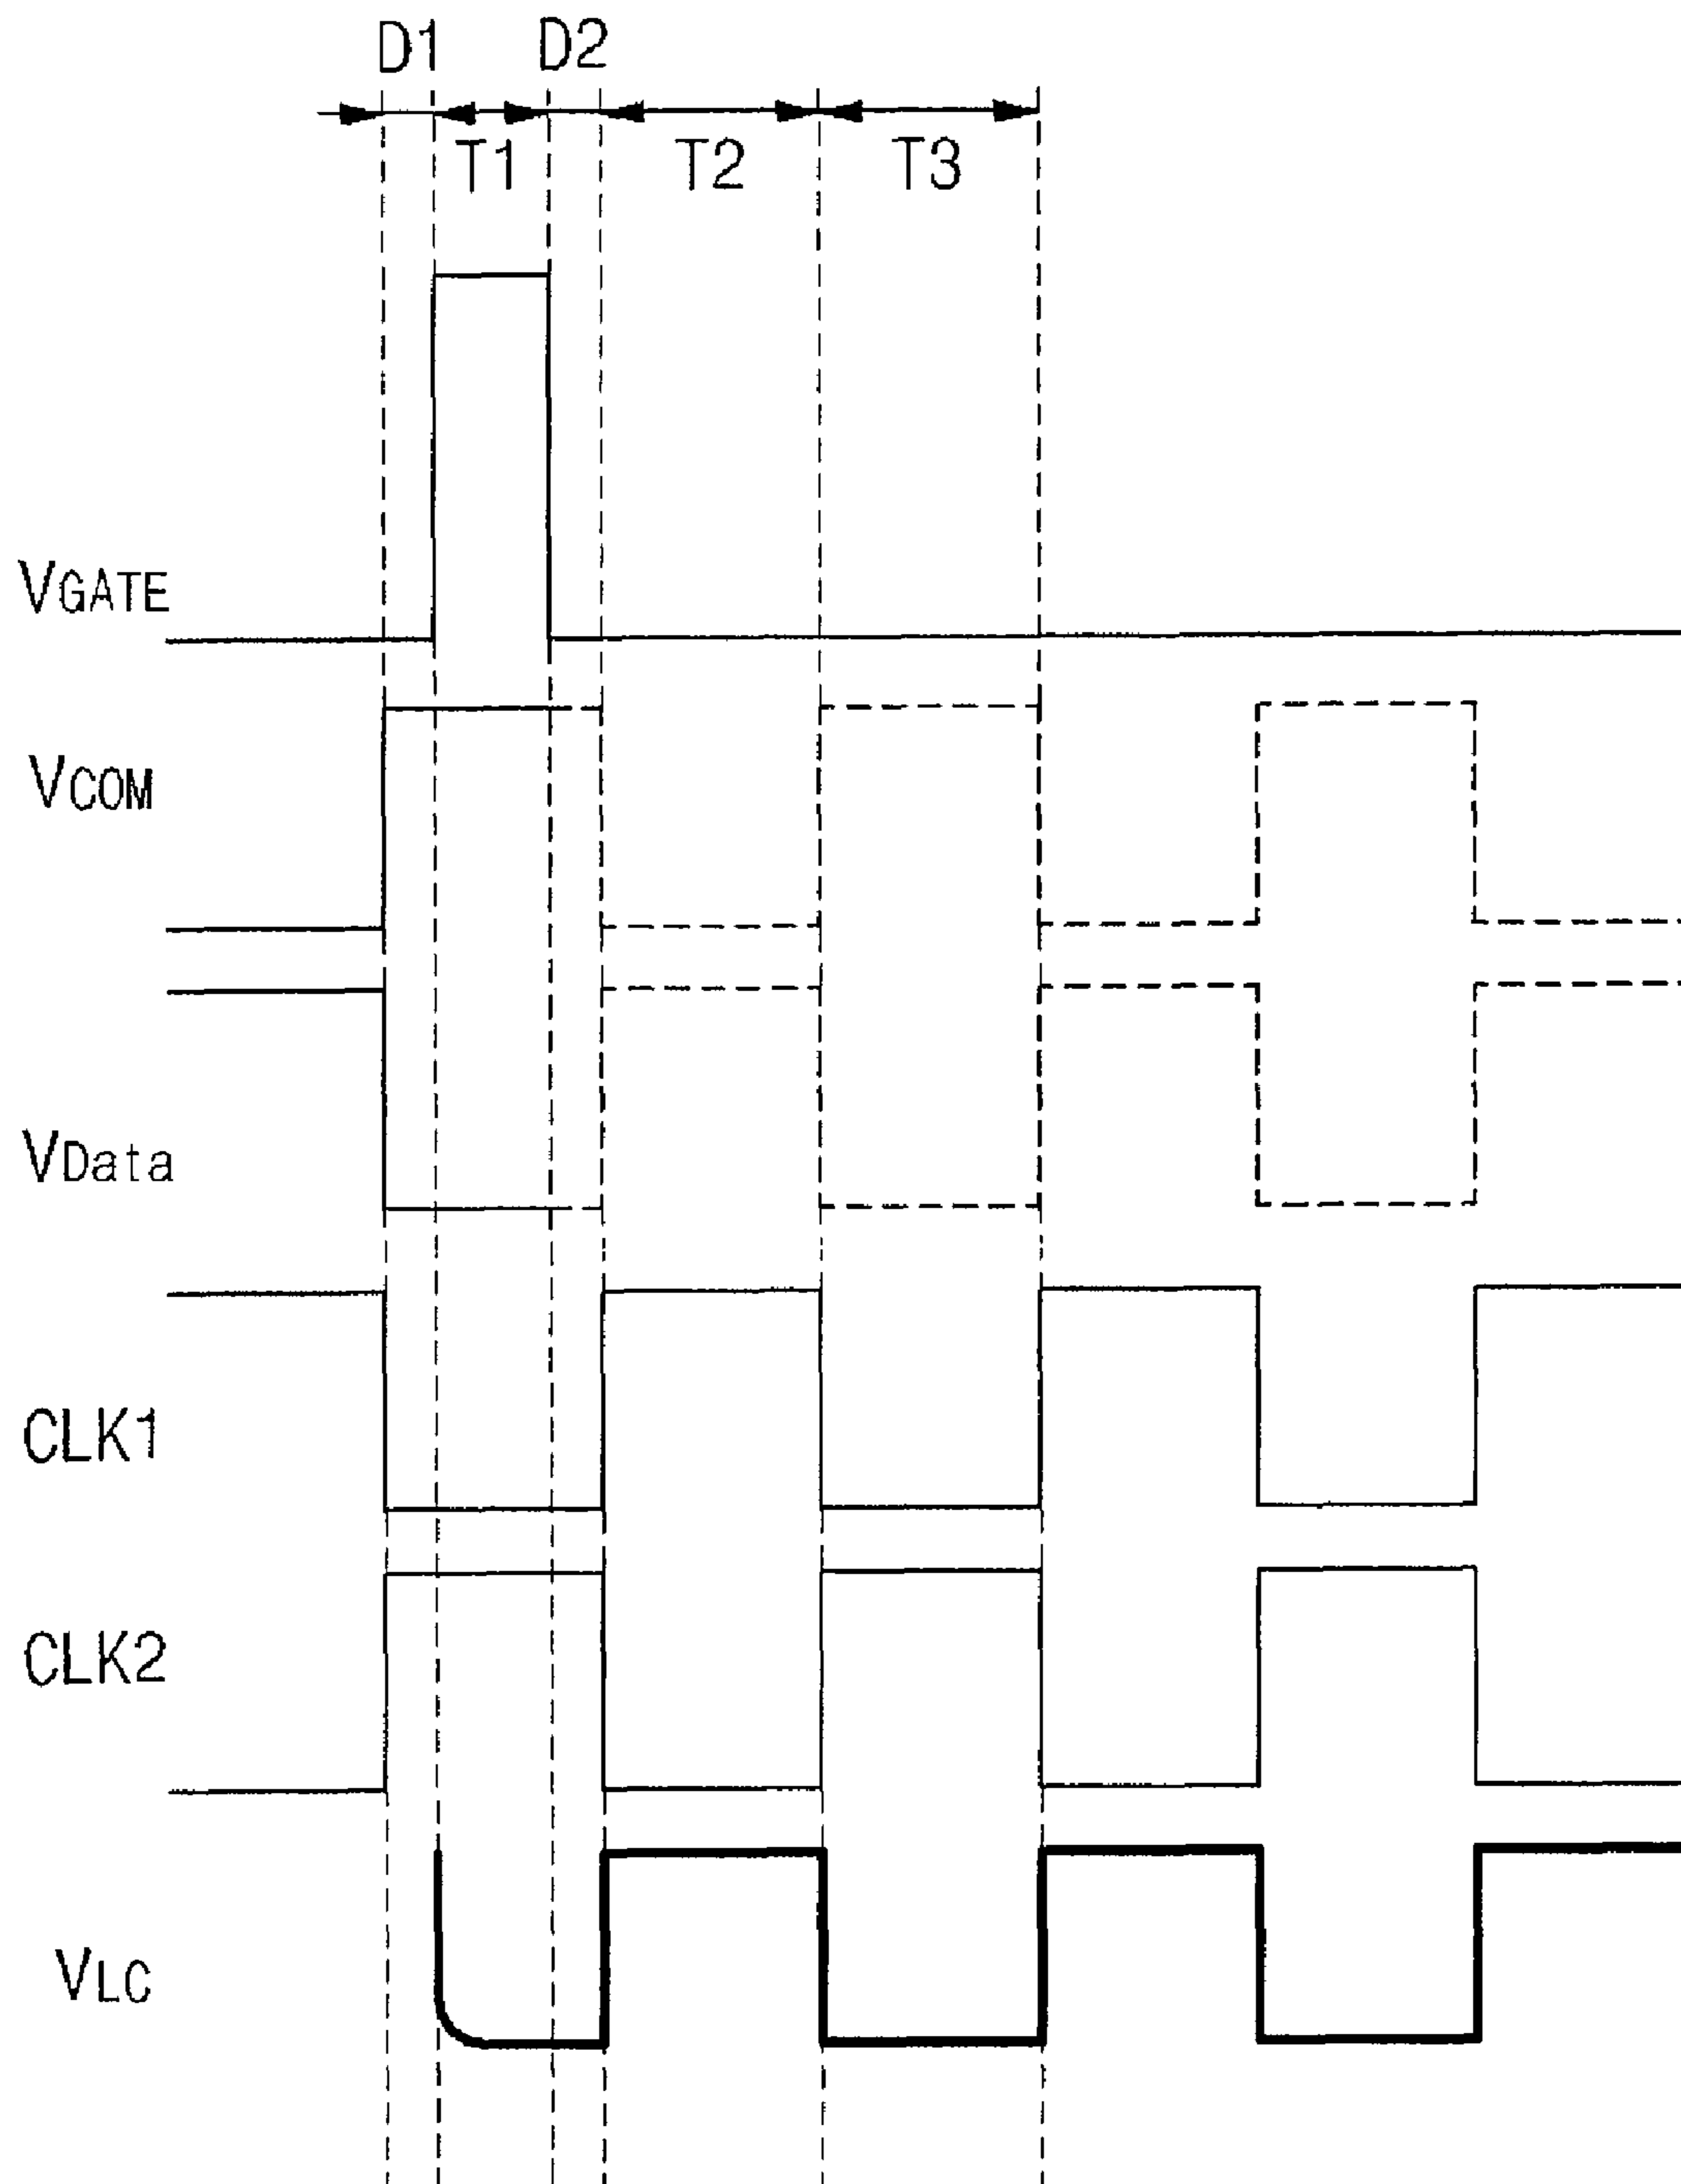 D1 D2
T1 T2 T3
VGATE
VCOM
VData
CLK1
CLK2
VLC